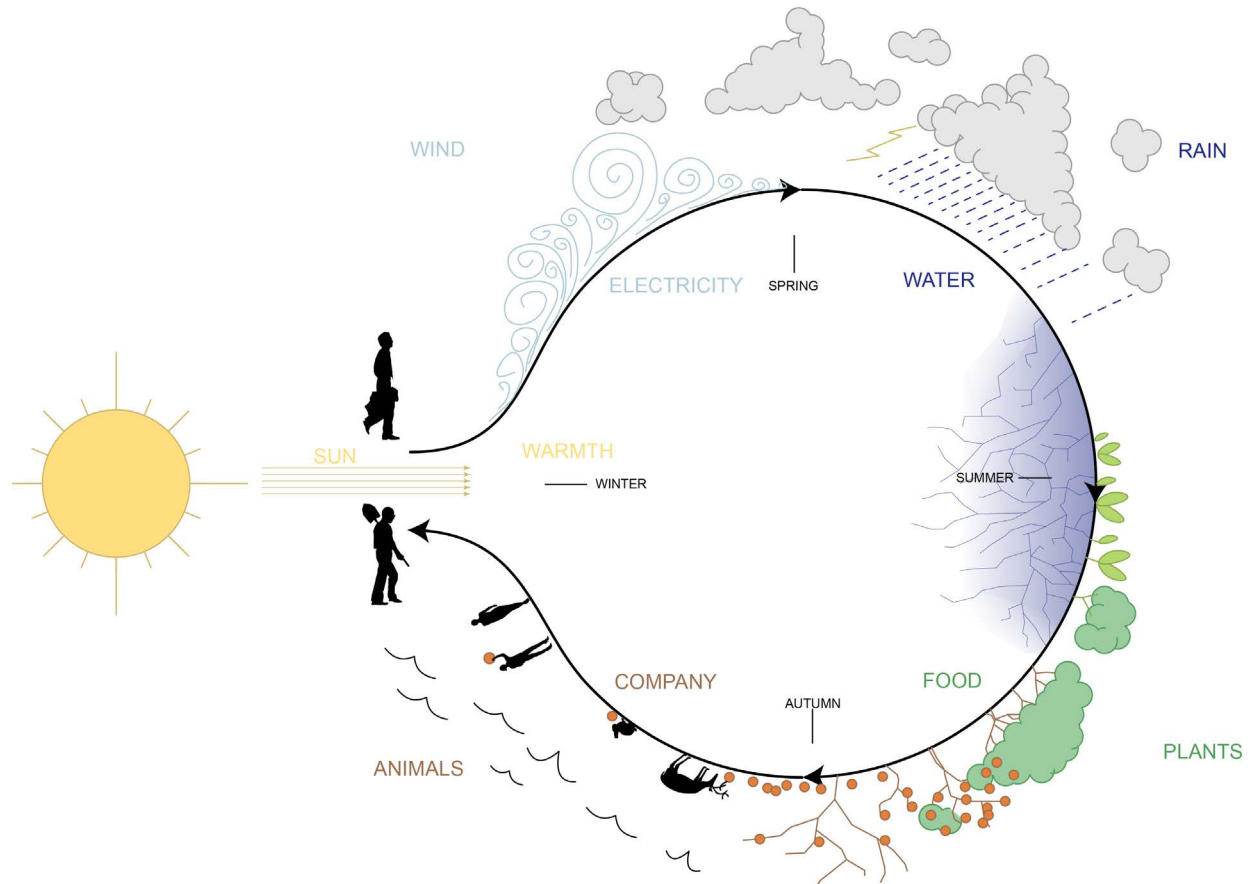 WIND
RAIN
ELECTRICITY
SPRING
WATER
SUN
WARMTH
WINTER
SUMMER
COMPANY
FOOD
AUTUMN
ANIMALS
PLANTS